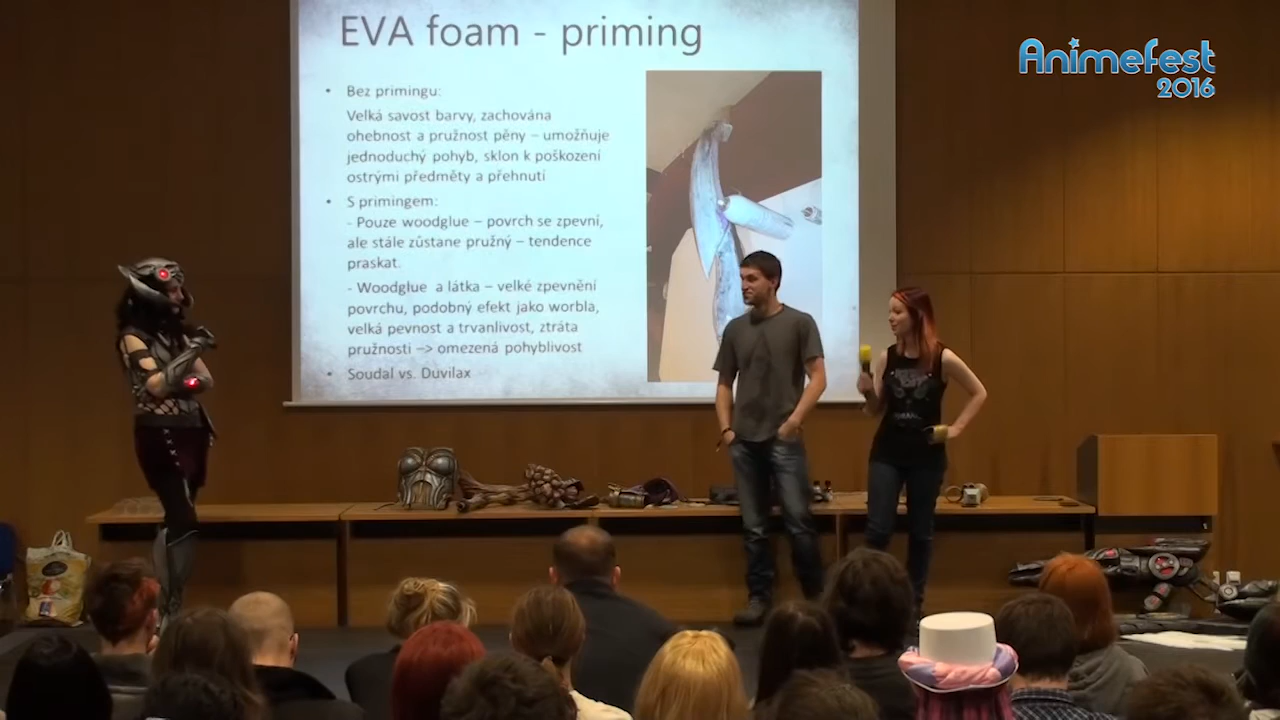 EVA foam - priming
AnimeFest
2016
• Bez primingu:
Velká savost barvy, zachována
ohebnost a pružnost pěny – umožňuje
jednoduchý pohyb, sklon k poškození
ostrými předměty a přehnutí
• S primingem:
- Pouze woodglue – povrch se zpevní,
ale stále zůstane pružný – tendence
praskat.
- Woodglue a látka – velké zpevnění
povrchu, podobný efekt jako worbla,
velká pevnost a trvanlivost, ztráta
pružnosti –> omezená pohyblivost
• Soudal vs. Duvilax